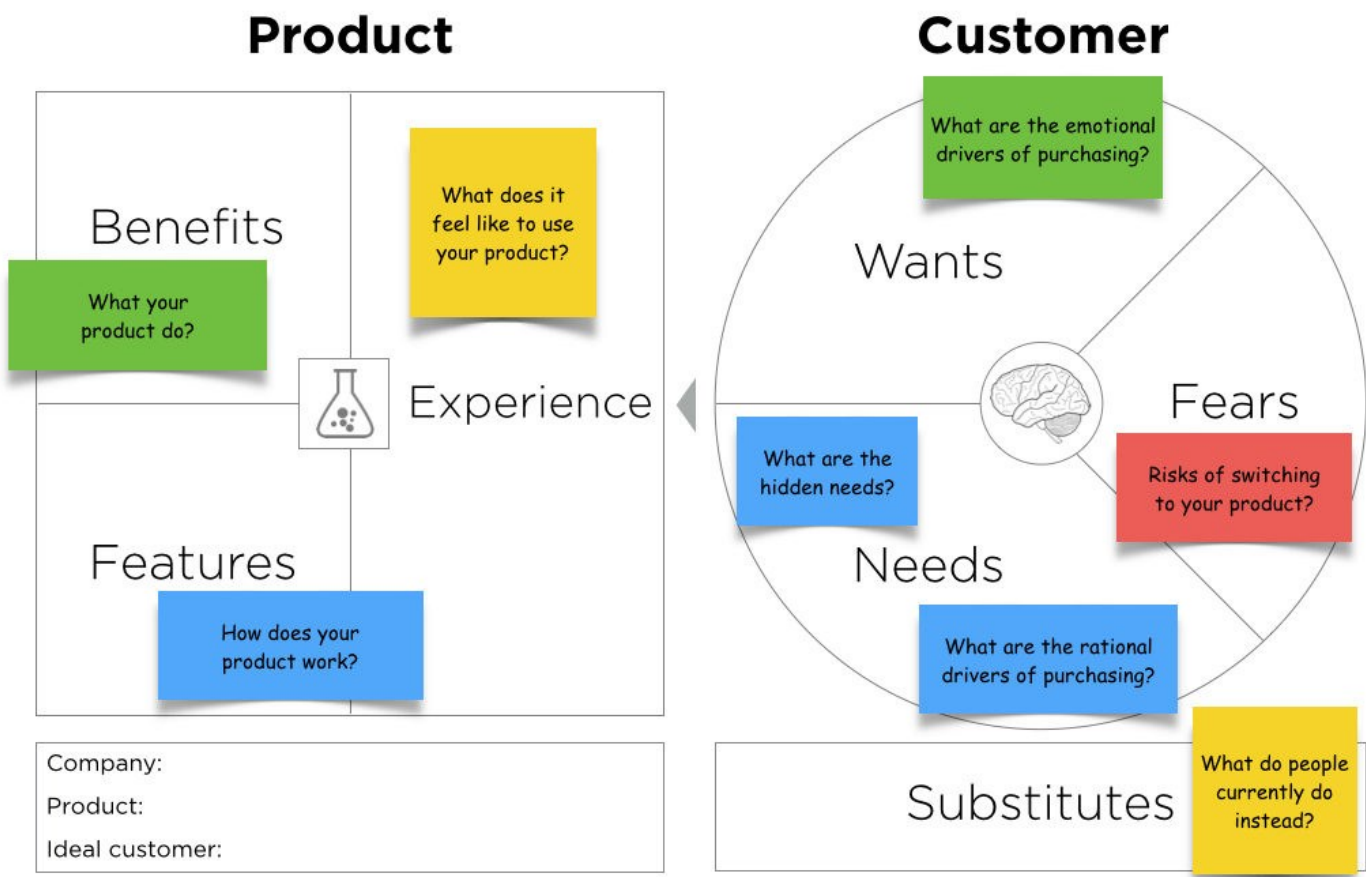 Product
Benefits
What your
product do?
What does it
feel like to use
your product?
Experience
Features
How does your
product work?
Company:
Product:
Ideal customer:
Customer
What are the emotional
drivers of purchasing?
Wants
Fears
Risks of switching
to your product?
What are the
hidden needs?
Needs
What are the rational
drivers of purchasing?
Substitutes
What do people
currently do
instead?